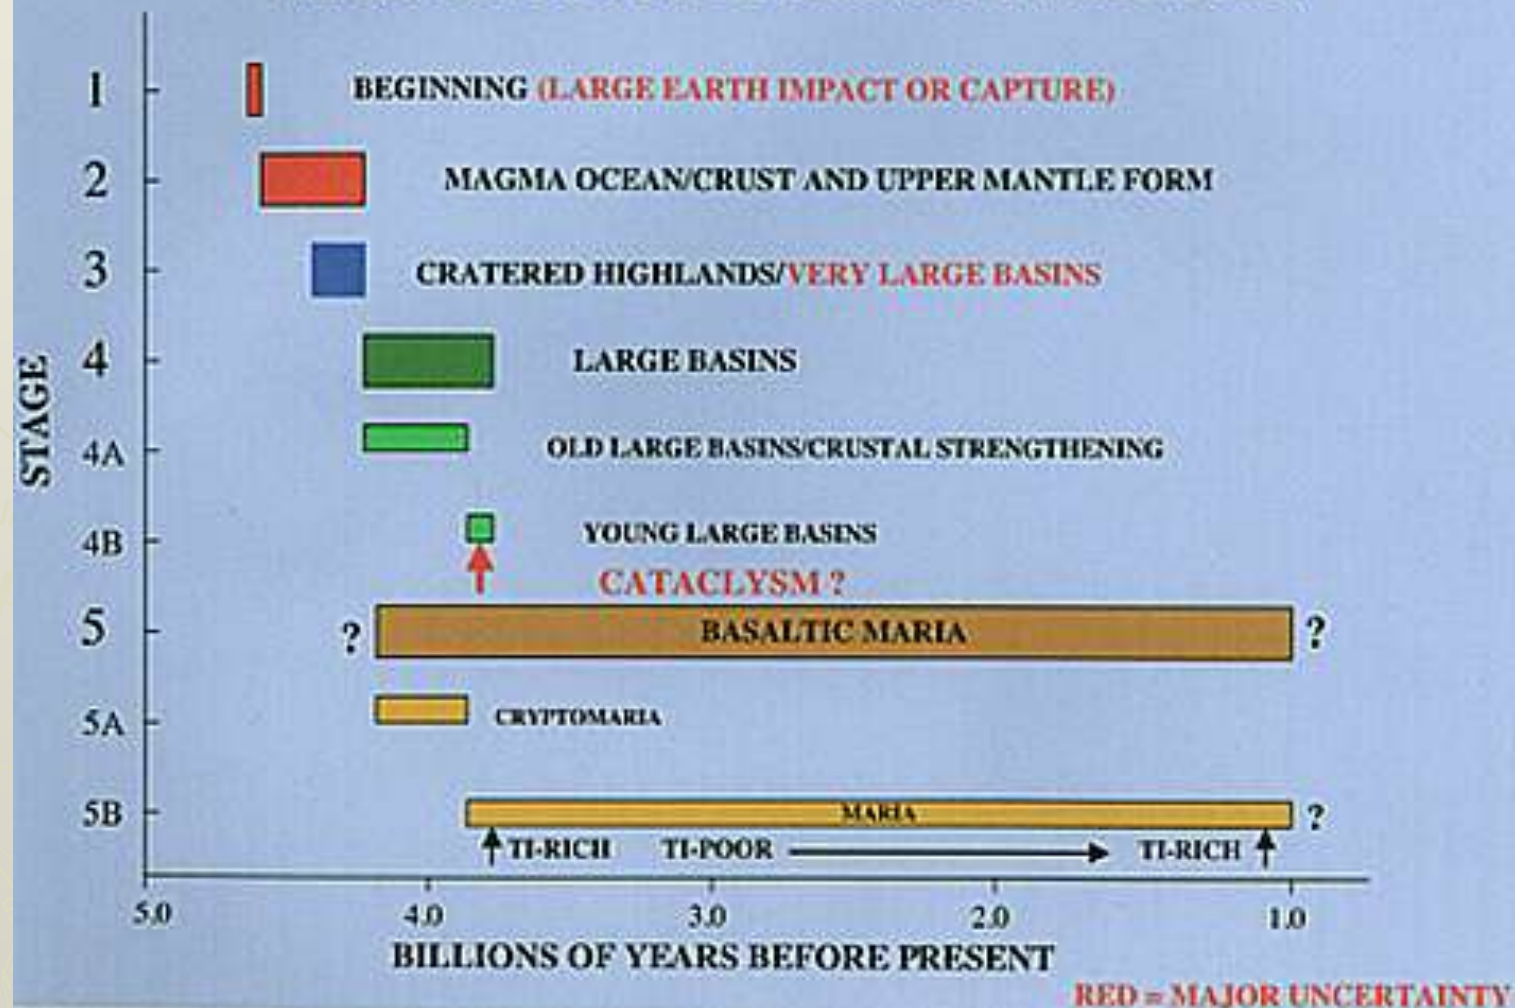 1
BEGINNING (LARGE EARTH IMPACT OR CAPTURE)
2
MAGMA OCEAN/CRUST AND UPPER MANTLE FORM
3
CRATERED HIGHLANDS/VERY LARGE BASINS
4
LARGE BASINS
STAGE
4A
OLD LARGE BASINS/CRUSTAL STRENGTHENING
4B
YOUNG LARGE BASINS
CATACLYSM ?
5
? BASALTIC MARIA ?
5A
CRYPTOMARIA
5B
MARIA ?
TI-RICH TI-POOR TI-RICH
5.0 4.0 3.0 2.0 1.0
BILLIONS OF YEARS BEFORE PRESENT
RED = MAJOR UNCERTAINTY